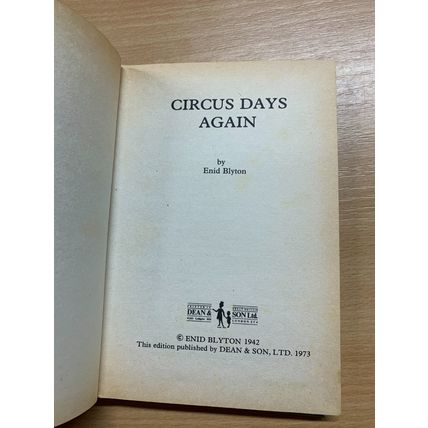 CIRCUS DAYS
AGAIN
by
Enid Blyton
DEAN &
SON Ltd.
© ENID BLYTON 1942
This edition published by DEAN & SON, LTD. 1973